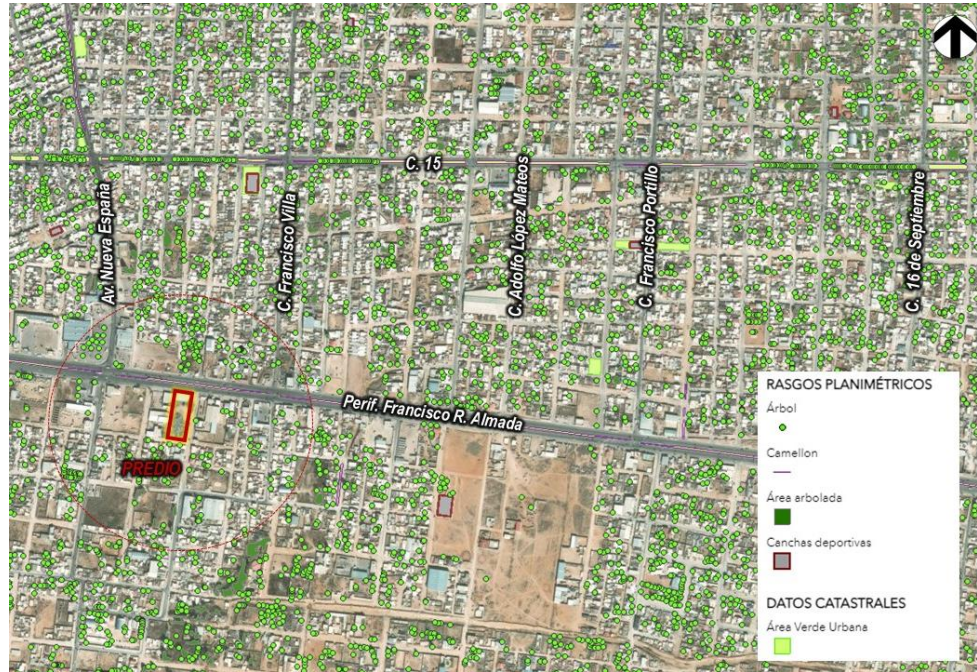 C. 15
Av. Nueva España
C. Francisco Villa
C. Adolfo López Mateos
C. Francisco Portillo
C. 16 de Septiembre
Perif. Francisco R. Almada
PREDIO
RASGOS PLANIMÉTRICOS
Árbol
Camellon
Área arbolada
Canchas deportivas
DATOS CATASTRALES
Área Verde Urbana